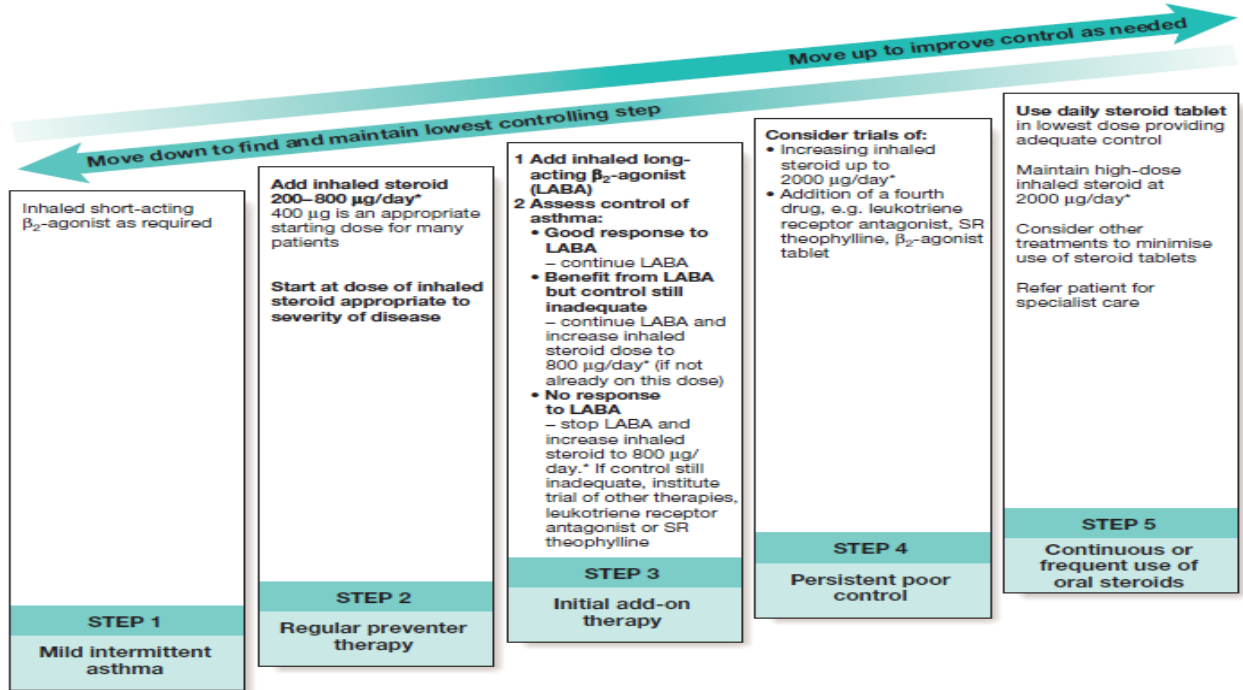 Move up to improve control as needed
Move down to find and maintain lowest controlling step
Inhaled short-acting
β₂-agonist as required
STEP 1
Mild intermittent
asthma
Add inhaled steroid
200–800 μg/day*
400 μg is an appropriate
starting dose for many
patients
Start at dose of inhaled
steroid appropriate to
severity of disease
STEP 2
Regular preventer
therapy
1 Add inhaled long-
acting β₂-agonist
(LABA)
2 Assess control of
asthma:
• Good response to
LABA
– continue LABA
• Benefit from LABA
but control still
inadequate
– continue LABA and
increase inhaled
steroid dose to
800 μg/day* (if not
already on this dose)
• No response
to LABA
– stop LABA and
increase inhaled
steroid to 800 μg/
day.* If control still
inadequate, institute
trial of other therapies,
leukotriene receptor
antagonist or SR
theophylline
STEP 3
Initial add-on
therapy
Consider trials of:
• Increasing inhaled
steroid up to
2000 μg/day*
• Addition of a fourth
drug, e.g. leukotriene
receptor antagonist, SR
theophylline, β₂-agonist
tablet
STEP 4
Persistent poor
control
Use daily steroid tablet
in lowest dose providing
adequate control
Maintain high-dose
inhaled steroid at
2000 μg/day*
Consider other
treatments to minimise
use of steroid tablets
Refer patient for
specialist care
STEP 5
Continuous or
frequent use of
oral steroids